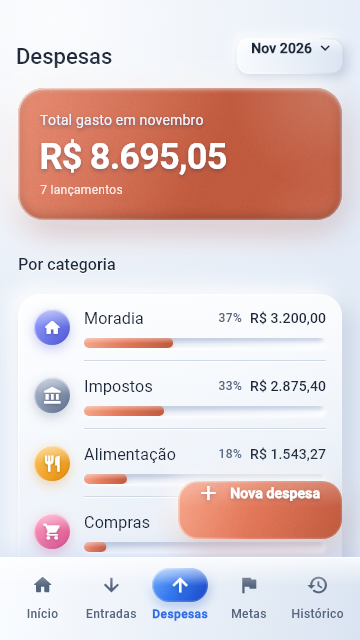 Despesas
Nov 2026
Total gasto em novembro
R$ 8.695,05
7 lançamentos
Por categoria
Moradia 37% R$ 3.200,00
Impostos 33% R$ 2.875,40
Alimentação 18% R$ 1.543,27
Compras
Nova despesa
Início Entradas Despesas Metas Histórico